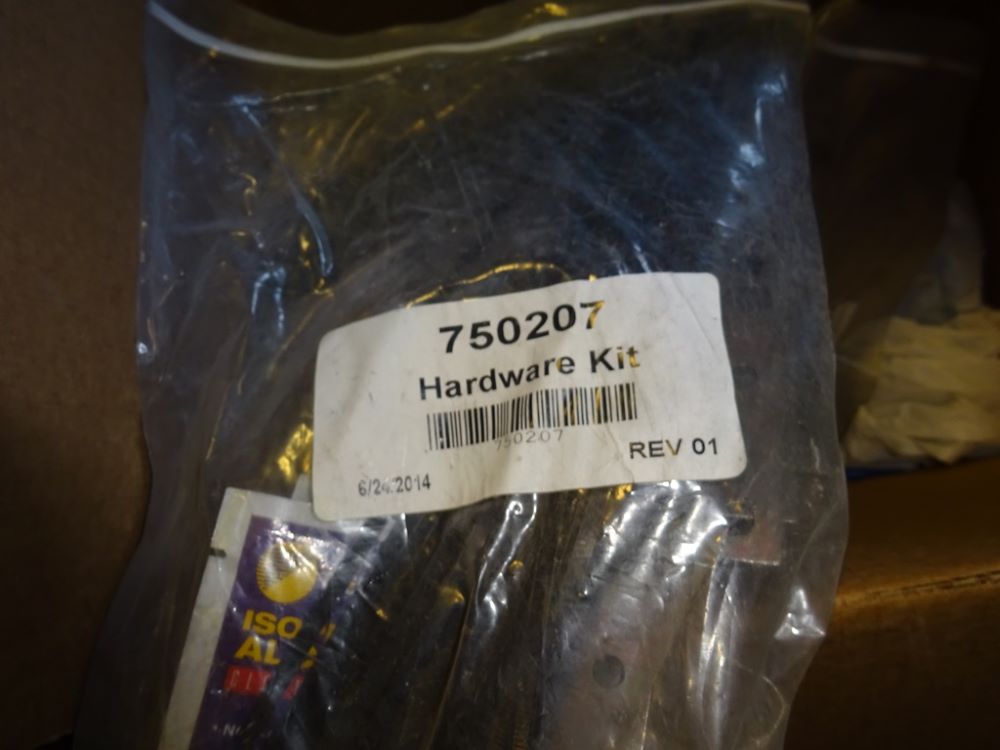 750207
Hardware Kit
750207
REV 01
6/24/2014
ISO
AL